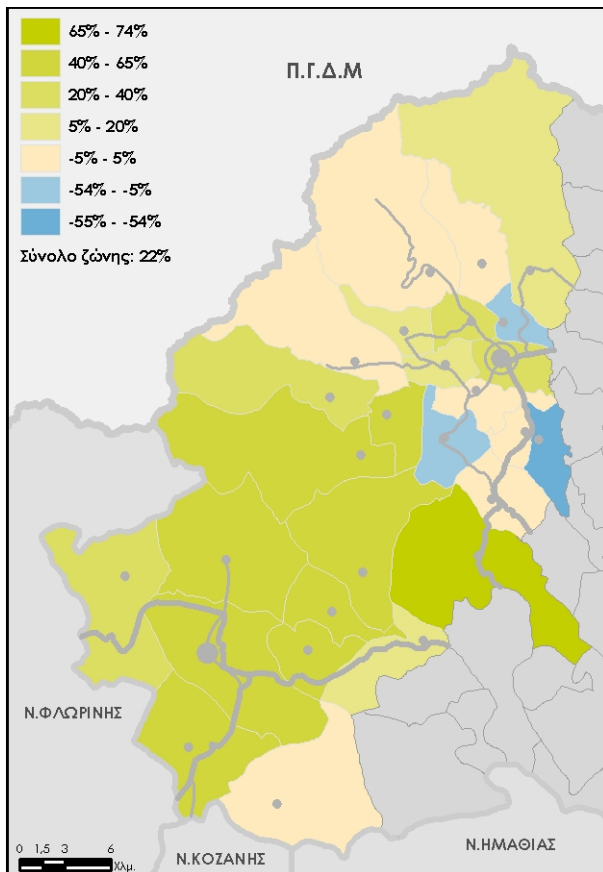 65% - 74%
40% - 65%
20% - 40%
5% - 20%
-5% - 5%
-54% - -5%
-55% - -54%
Σύνολο ζώνης: 22%
Π.Γ.Δ.Μ
Ν.ΦΛΩΡΙΝΗΣ
Ν.ΚΟΖΑΝΗΣ
Ν.ΗΜΑΘΙΑΣ
0 1,5 3 6
Χλμ.